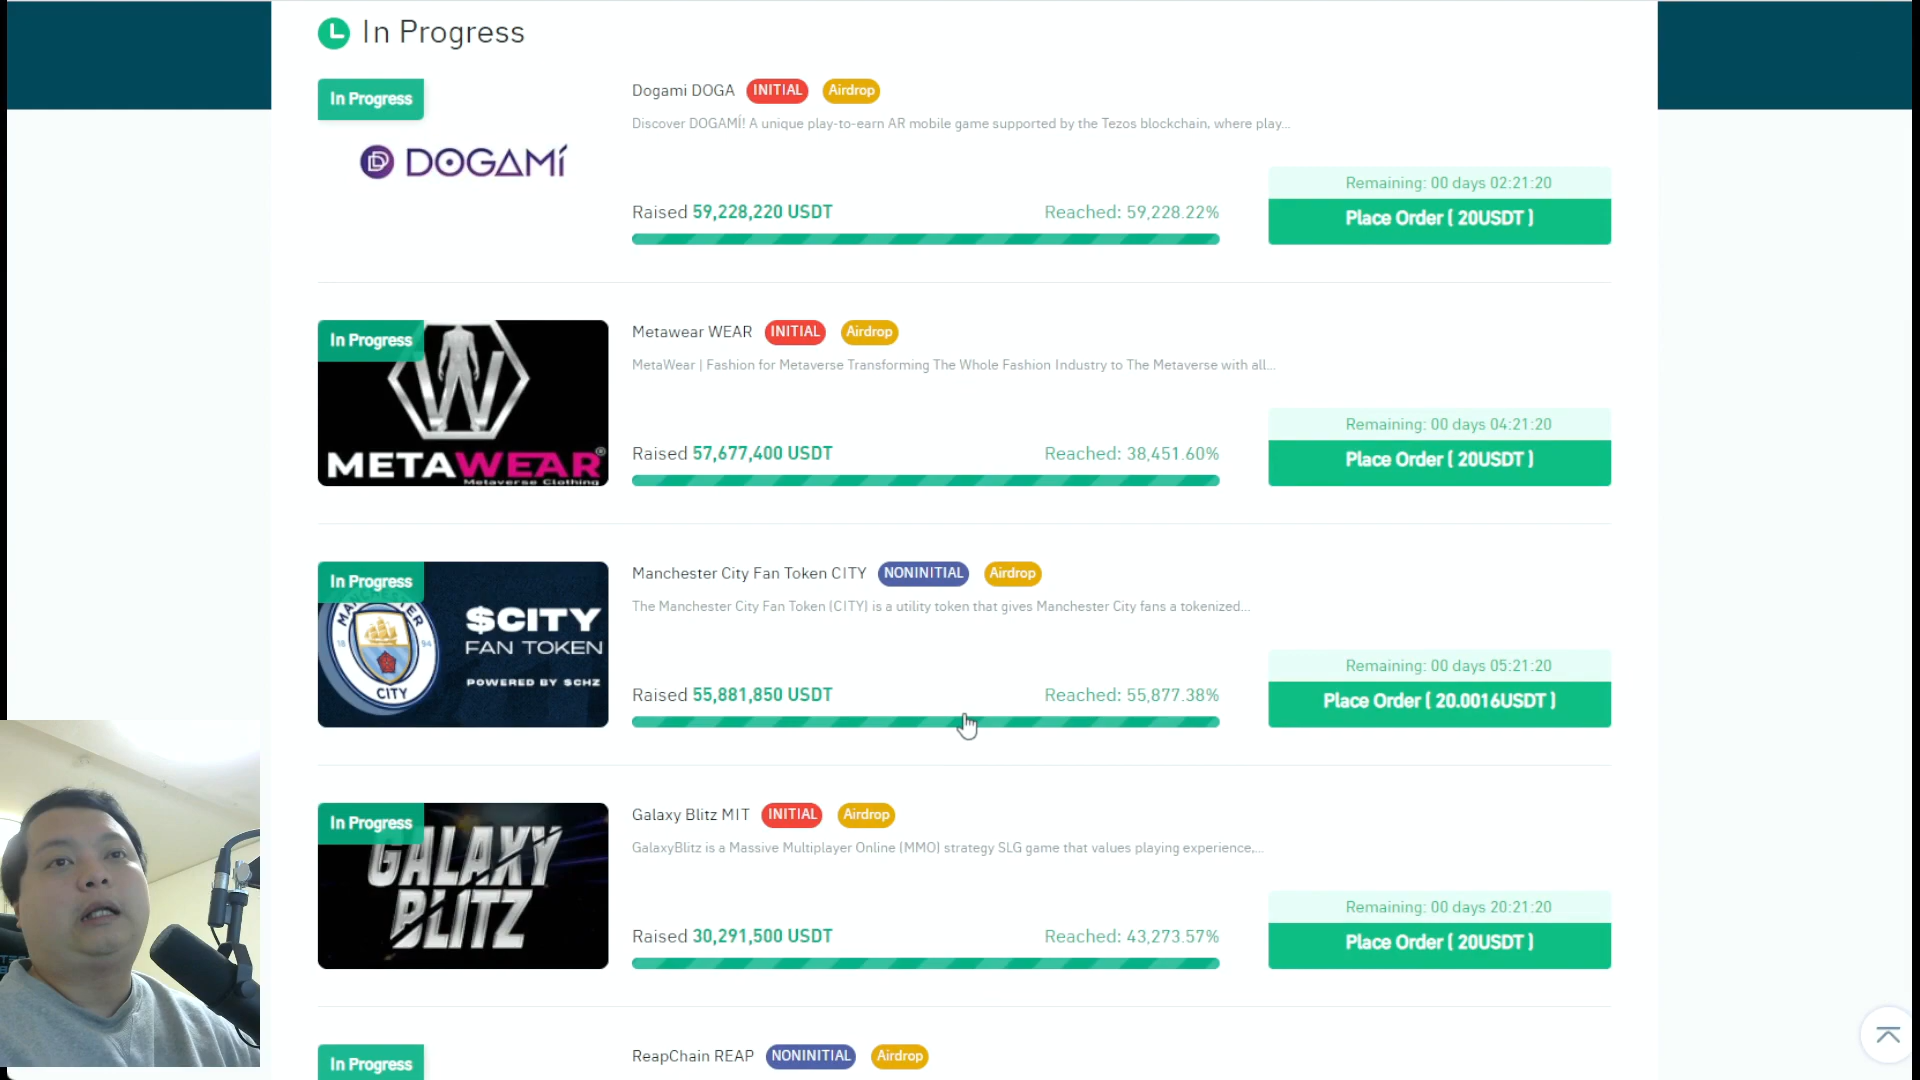 In Progress
In Progress
DOGAMÍ
Dogami DOGA INITIAL Airdrop
Discover DOGAMÍ! A unique play-to-earn AR mobile game supported by the Tezos blockchain, where play...
Raised 59,228,220 USDT Reached: 59,228.22%
Remaining: 00 days 02:21:20
Place Order ( 20USDT )
In Progress
W
METAWEAR®
Metaverse Clothing
Metawear WEAR INITIAL Airdrop
MetaWear | Fashion for Metaverse Transforming The Whole Fashion Industry to The Metaverse with all...
Raised 57,677,400 USDT Reached: 38,451.60%
Remaining: 00 days 04:21:20
Place Order ( 20USDT )
In Progress
MANCHESTER
18 94
CITY
$CITY
FAN TOKEN
POWERED BY $CHZ
Manchester City Fan Token CITY NONINITIAL Airdrop
The Manchester City Fan Token (CITY) is a utility token that gives Manchester City fans a tokenized...
Raised 55,881,850 USDT Reached: 55,877.38%
Remaining: 00 days 05:21:20
Place Order ( 20.0016USDT )
In Progress
GALAXY
BLITZ
Galaxy Blitz MIT INITIAL Airdrop
GalaxyBlitz is a Massive Multiplayer Online (MMO) strategy SLG game that values playing experience,...
Raised 30,291,500 USDT Reached: 43,273.57%
Remaining: 00 days 20:21:20
Place Order ( 20USDT )
In Progress
ReapChain REAP NONINITIAL Airdrop